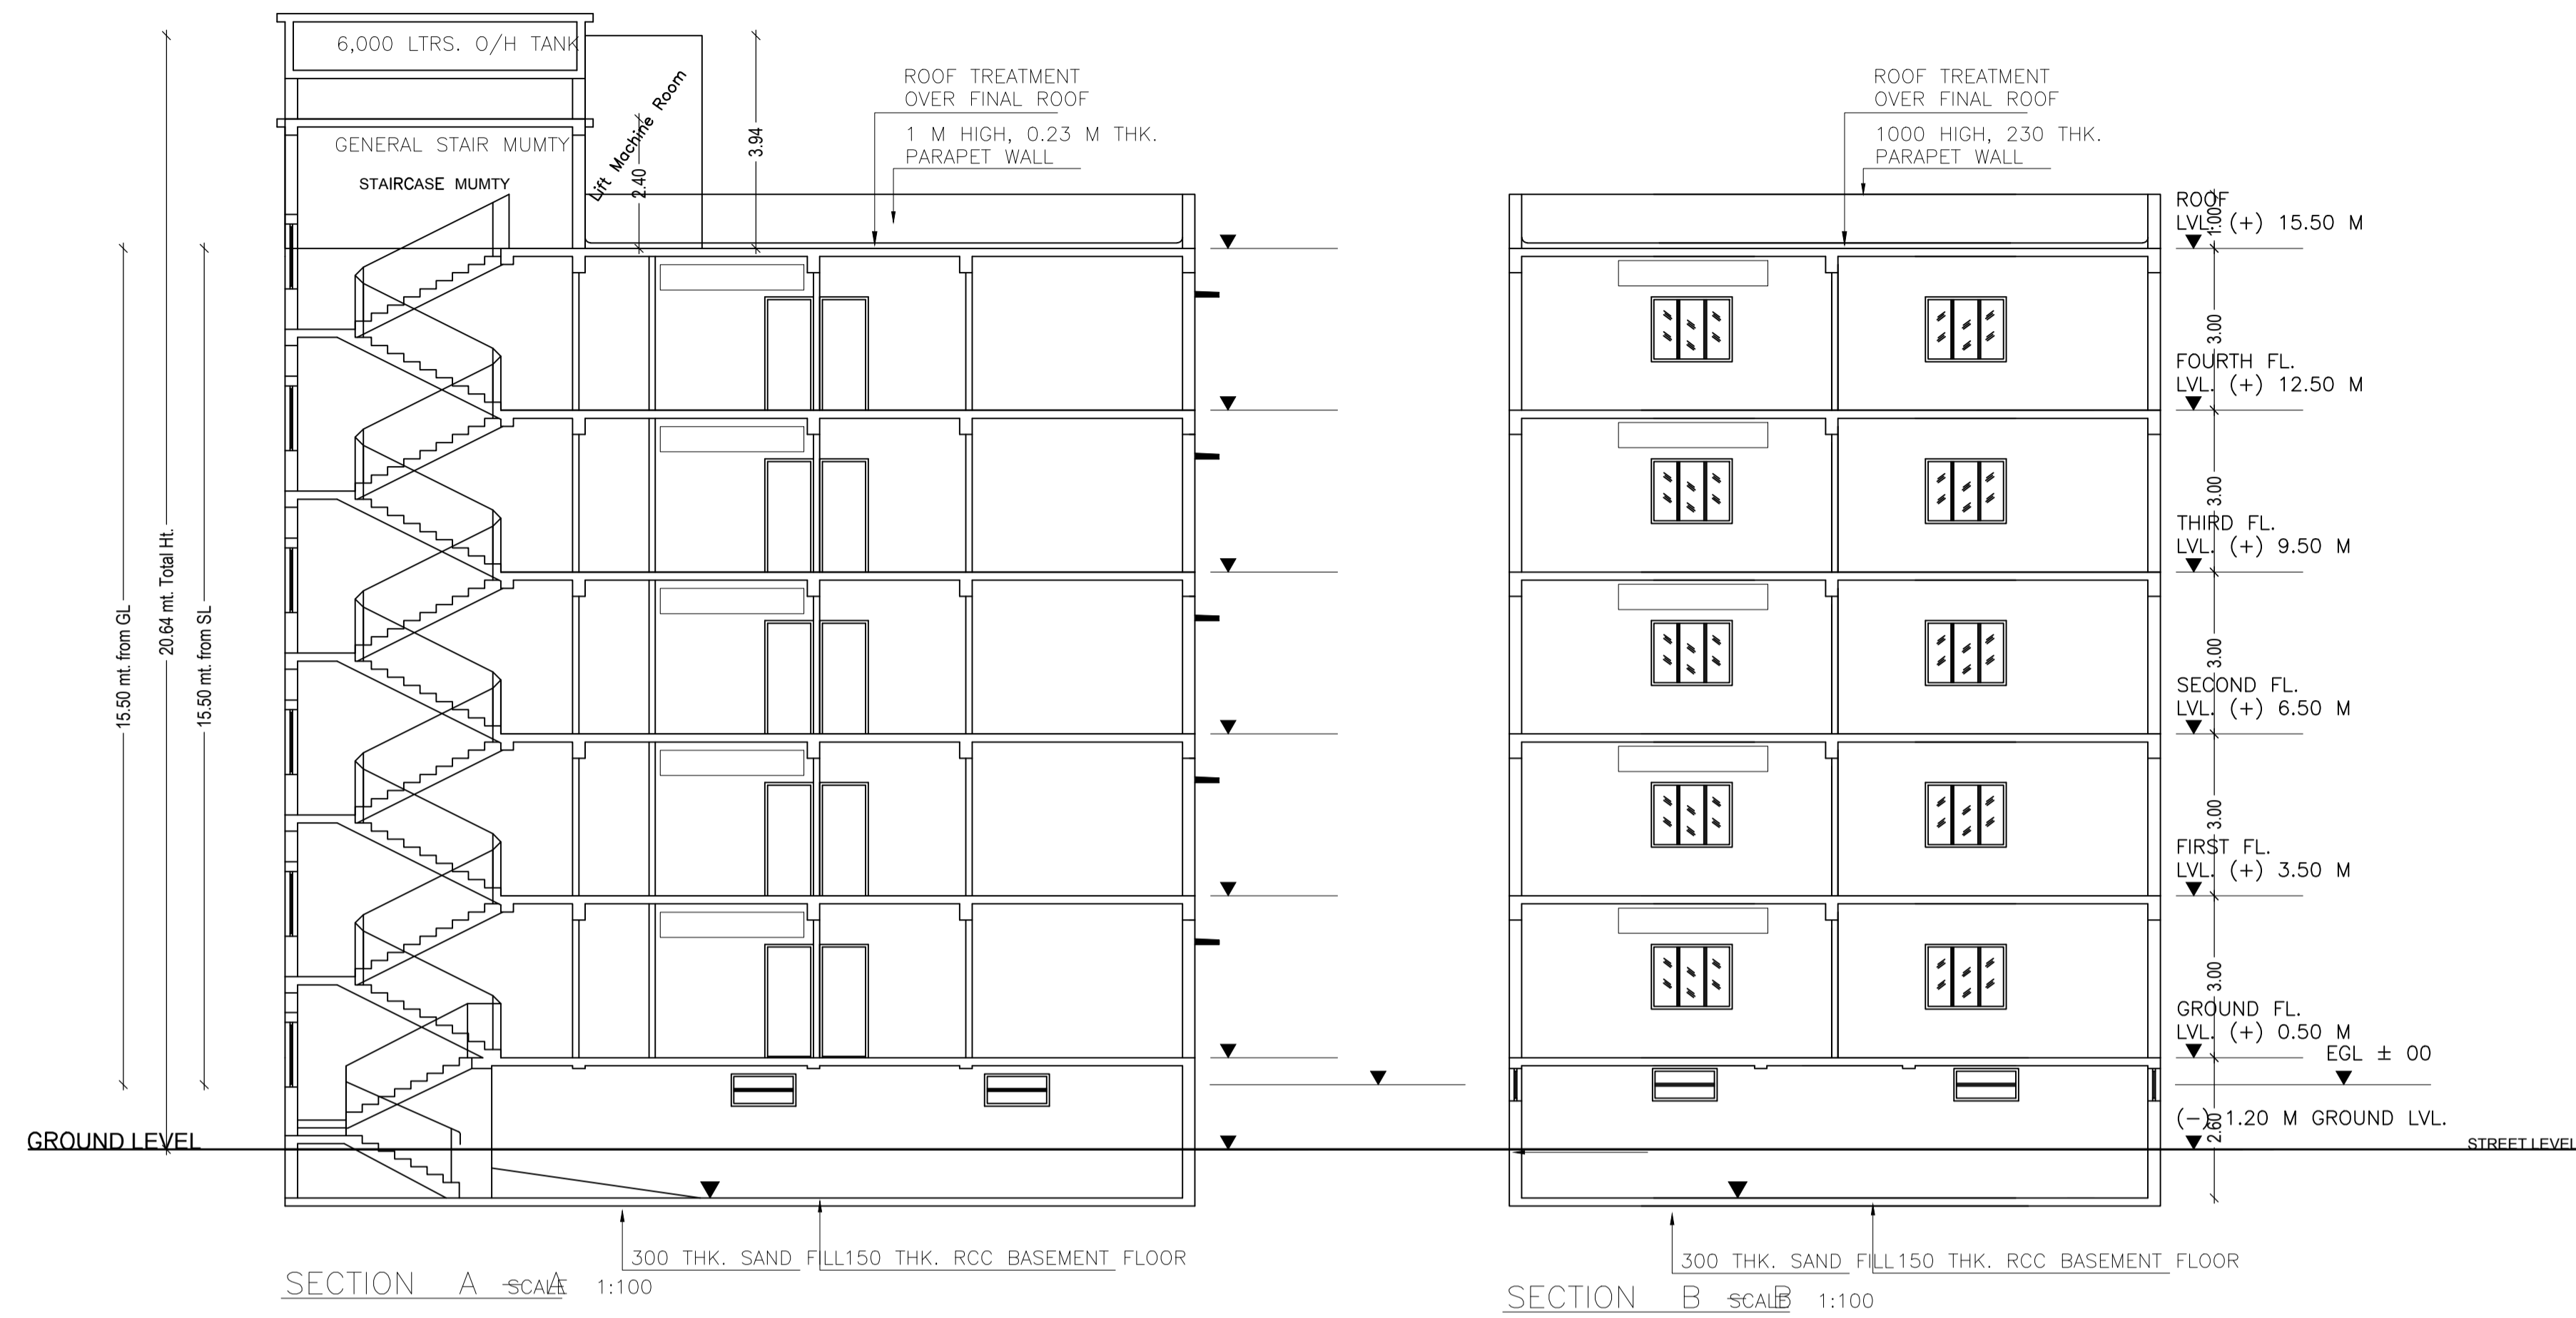 6,000 LTRS. O/H TANK
GENERAL STAIR MUMTY
STAIRCASE MUMTY
Lift Machine Room
2.40
3.94
ROOF TREATMENT
OVER FINAL ROOF
1 M HIGH, 0.23 M THK.
PARAPET WALL
15.50 mt. from GL
20.64 mt. Total Ht.
15.50 mt. from SL
GROUND LEVEL
300 THK. SAND FILL
150 THK. RCC BASEMENT FLOOR
SECTION A - A
SCALE 1:100
ROOF TREATMENT
OVER FINAL ROOF
1000 HIGH, 230 THK.
PARAPET WALL
ROOF
LVL. (+) 15.50 M
1.00
3.00
FOURTH FL.
LVL. (+) 12.50 M
3.00
THIRD FL.
LVL. (+) 9.50 M
3.00
SECOND FL.
LVL. (+) 6.50 M
3.00
FIRST FL.
LVL. (+) 3.50 M
3.00
GROUND FL.
LVL. (+) 0.50 M
EGL ± 00
(-) 1.20 M GROUND LVL.
2.60
STREET LEVEL
300 THK. SAND FILL
150 THK. RCC BASEMENT FLOOR
SECTION B - B
SCALE 1:100